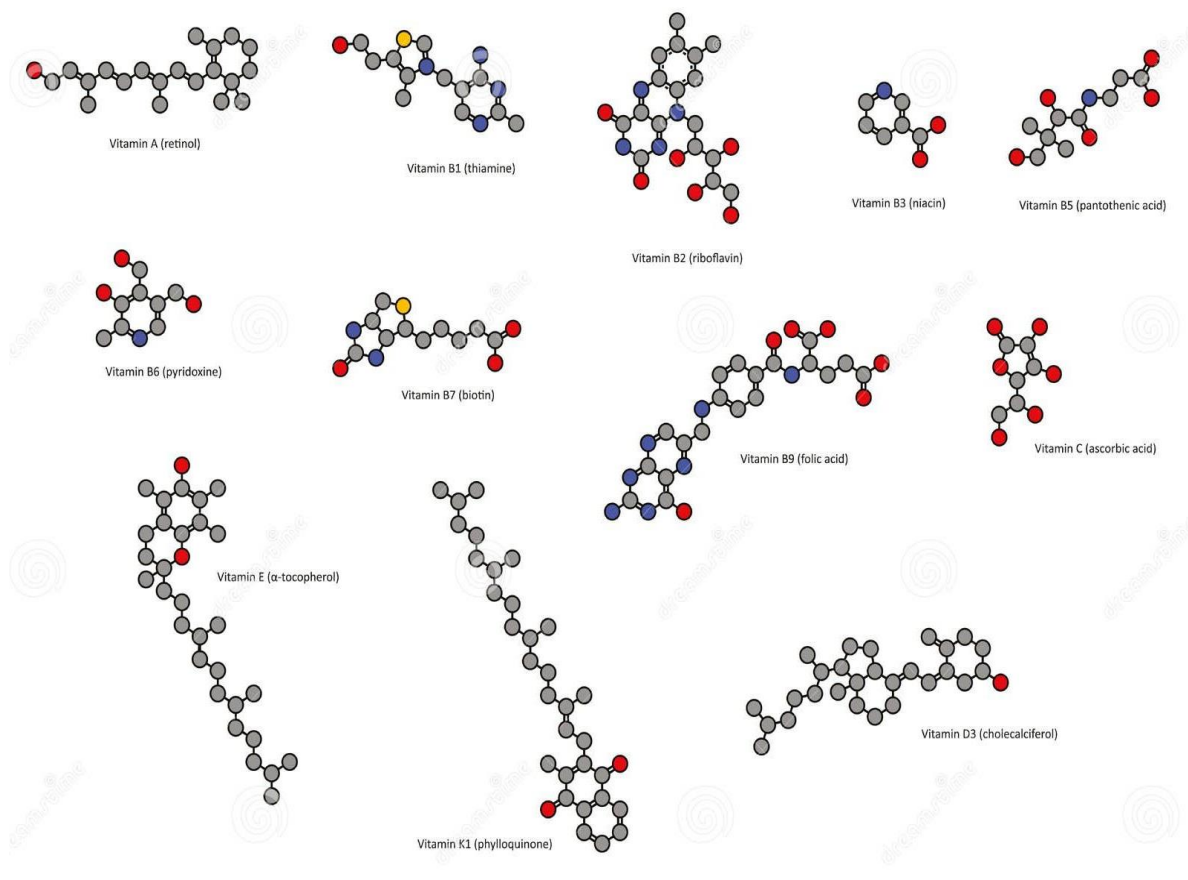 Vitamin A (retinol)
Vitamin B1 (thiamine)
Vitamin B2 (riboflavin)
Vitamin B3 (niacin)
Vitamin B5 (pantothenic acid)
Vitamin B6 (pyridoxine)
Vitamin B7 (biotin)
Vitamin B9 (folic acid)
Vitamin C (ascorbic acid)
Vitamin E (α-tocopherol)
Vitamin D3 (cholecalciferol)
Vitamin K1 (phylloquinone)